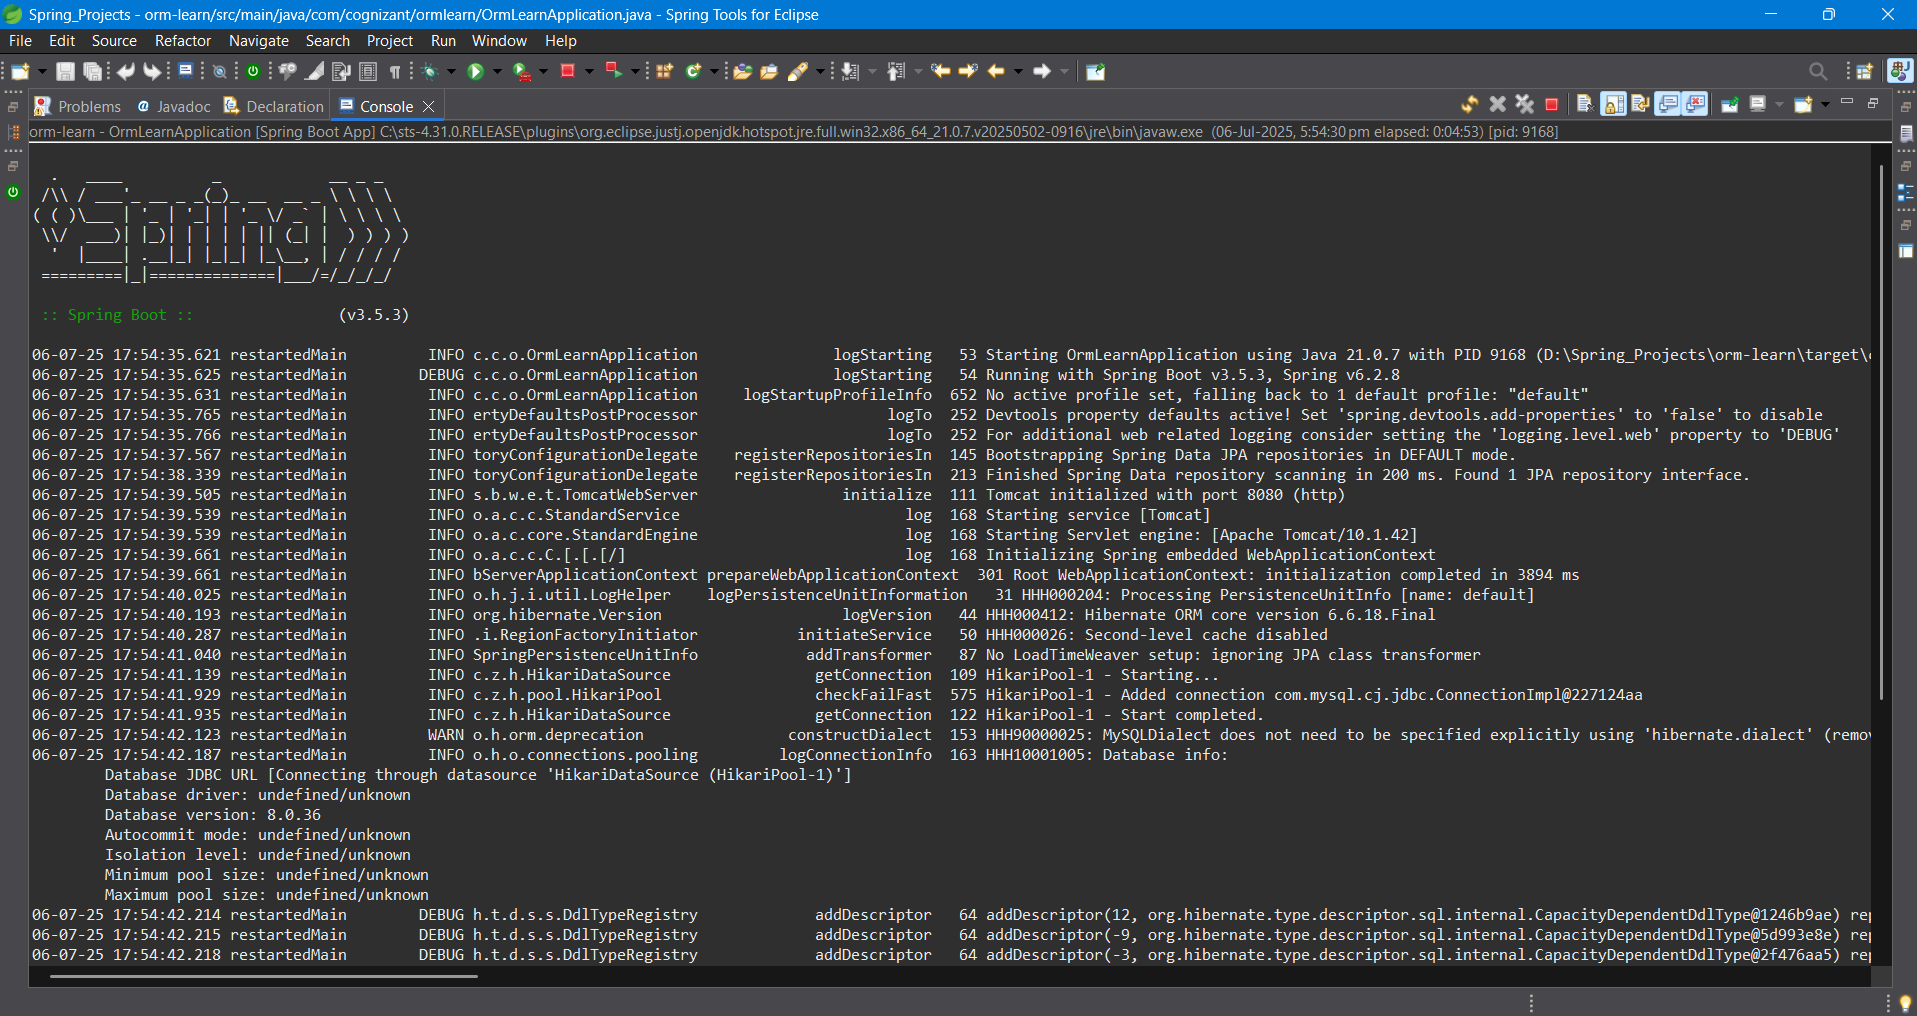 Spring_Projects - orm-learn/src/main/java/com/cognizant/ormlearn/OrmLearnApplication.java - Spring Tools for Eclipse
File Edit Source Refactor Navigate Search Project Run Window Help
Problems @ Javadoc Declaration Console
orm-learn - OrmLearnApplication [Spring Boot App] C:\sts-4.31.0.RELEASE\plugins\org.eclipse.justj.openjdk.hotspot.jre.full.win32.x86_64_21.0.7.v20250502-0916\jre\bin\javaw.exe (06-Jul-2025, 5:54:30 pm elapsed: 0:04:53) [pid: 9168]
  .   ____          _            __ _ _
 /\\ / ___'_ __ _ _(_)_ __  __ _ \ \ \ \
( ( )\___ | '_ | '_| | '_ \/ _` | \ \ \ \
 \\/  ___)| |_)| | | | | || (_| |  ) ) ) )
  '  |____| .__|_| |_|_| |_\__, | / / / /
 =========|_|==============|___/=/_/_/_/
:: Spring Boot :: (v3.5.3)
06-07-25 17:54:35.621 restartedMain INFO c.c.o.OrmLearnApplication logStarting 53 Starting OrmLearnApplication using Java 21.0.7 with PID 9168 (D:\Spring_Projects\orm-learn\target\
06-07-25 17:54:35.625 restartedMain DEBUG c.c.o.OrmLearnApplication logStarting 54 Running with Spring Boot v3.5.3, Spring v6.2.8
06-07-25 17:54:35.631 restartedMain INFO c.c.o.OrmLearnApplication logStartupProfileInfo 652 No active profile set, falling back to 1 default profile: "default"
06-07-25 17:54:35.765 restartedMain INFO ertyDefaultsPostProcessor logTo 252 Devtools property defaults active! Set 'spring.devtools.add-properties' to 'false' to disable
06-07-25 17:54:35.766 restartedMain INFO ertyDefaultsPostProcessor logTo 252 For additional web related logging consider setting the 'logging.level.web' property to 'DEBUG'
06-07-25 17:54:37.567 restartedMain INFO toryConfigurationDelegate registerRepositoriesIn 145 Bootstrapping Spring Data JPA repositories in DEFAULT mode.
06-07-25 17:54:38.339 restartedMain INFO toryConfigurationDelegate registerRepositoriesIn 213 Finished Spring Data repository scanning in 200 ms. Found 1 JPA repository interface.
06-07-25 17:54:39.505 restartedMain INFO s.b.w.e.t.TomcatWebServer initialize 111 Tomcat initialized with port 8080 (http)
06-07-25 17:54:39.539 restartedMain INFO o.a.c.c.StandardService log 168 Starting service [Tomcat]
06-07-25 17:54:39.539 restartedMain INFO o.a.c.core.StandardEngine log 168 Starting Servlet engine: [Apache Tomcat/10.1.42]
06-07-25 17:54:39.661 restartedMain INFO o.a.c.c.C.[.[.[/] log 168 Initializing Spring embedded WebApplicationContext
06-07-25 17:54:39.661 restartedMain INFO bServerApplicationContext prepareWebApplicationContext 301 Root WebApplicationContext: initialization completed in 3894 ms
06-07-25 17:54:40.025 restartedMain INFO o.h.j.i.util.LogHelper logPersistenceUnitInformation 31 HHH000204: Processing PersistenceUnitInfo [name: default]
06-07-25 17:54:40.193 restartedMain INFO org.hibernate.Version logVersion 44 HHH000412: Hibernate ORM core version 6.6.18.Final
06-07-25 17:54:40.287 restartedMain INFO .i.RegionFactoryInitiator initiateService 50 HHH000026: Second-level cache disabled
06-07-25 17:54:41.040 restartedMain INFO SpringPersistenceUnitInfo addTransformer 87 No LoadTimeWeaver setup: ignoring JPA class transformer
06-07-25 17:54:41.139 restartedMain INFO c.z.h.HikariDataSource getConnection 109 HikariPool-1 - Starting...
06-07-25 17:54:41.929 restartedMain INFO c.z.h.pool.HikariPool checkFailFast 575 HikariPool-1 - Added connection com.mysql.cj.jdbc.ConnectionImpl@227124aa
06-07-25 17:54:41.935 restartedMain INFO c.z.h.HikariDataSource getConnection 122 HikariPool-1 - Start completed.
06-07-25 17:54:42.123 restartedMain WARN o.h.orm.deprecation constructDialect 153 HHH90000025: MySQLDialect does not need to be specified explicitly using 'hibernate.dialect' (remov
06-07-25 17:54:42.187 restartedMain INFO o.h.o.connections.pooling logConnectionInfo 163 HHH10001005: Database info:
Database JDBC URL [Connecting through datasource 'HikariDataSource (HikariPool-1)']
Database driver: undefined/unknown
Database version: 8.0.36
Autocommit mode: undefined/unknown
Isolation level: undefined/unknown
Minimum pool size: undefined/unknown
Maximum pool size: undefined/unknown
06-07-25 17:54:42.214 restartedMain DEBUG h.t.d.s.s.DdlTypeRegistry addDescriptor 64 addDescriptor(12, org.hibernate.type.descriptor.sql.internal.CapacityDependentDdlType@1246b9ae) rep
06-07-25 17:54:42.215 restartedMain DEBUG h.t.d.s.s.DdlTypeRegistry addDescriptor 64 addDescriptor(-9, org.hibernate.type.descriptor.sql.internal.CapacityDependentDdlType@5d993e8e) rep
06-07-25 17:54:42.218 restartedMain DEBUG h.t.d.s.s.DdlTypeRegistry addDescriptor 64 addDescriptor(-3, org.hibernate.type.descriptor.sql.internal.CapacityDependentDdlType@2f476aa5) rep